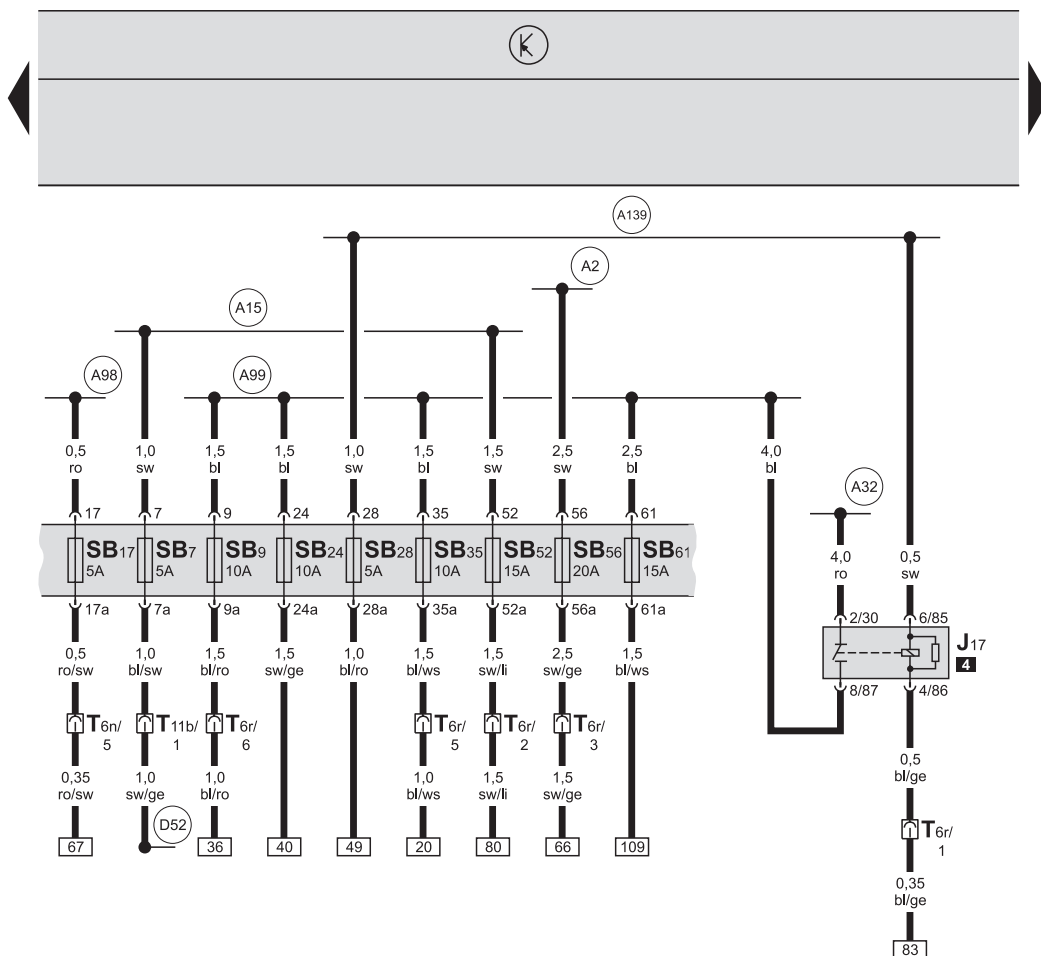 A139
A2
A15
A98 A99
0,5 1,0 1,5 1,5 1,0 1,5 1,5 2,5 2,5 4,0
ro sw bl bl sw bl sw sw bl bl
A32
17 7 9 24 28 35 52 56 61
SB17 SB7 SB9 SB24 SB28 SB35 SB52 SB56 SB61
5A 5A 10A 10A 5A 10A 15A 20A 15A
4,0 0,5
ro sw
17a 7a 9a 24a 28a 35a 52a 56a 61a
2/30 6/85
J17
4
8/87 4/86
0,5 1,0 1,5 1,5 1,0 1,5 1,5 2,5 1,5
ro/sw bl/sw bl/ro sw/ge bl/ro bl/ws sw/li sw/ge bl/ws
T6n/ T11b/ T6r/ T6r/ T6r/ T6r/
5 1 6 5 2 3
0,5
bl/ge
0,35 1,0 1,0 1,0 1,5 1,5
ro/sw sw/ge bl/ro bl/ws sw/li sw/ge
D52
T6r/
1
67 36 40 49 20 80 66 109
0,35
bl/ge
83